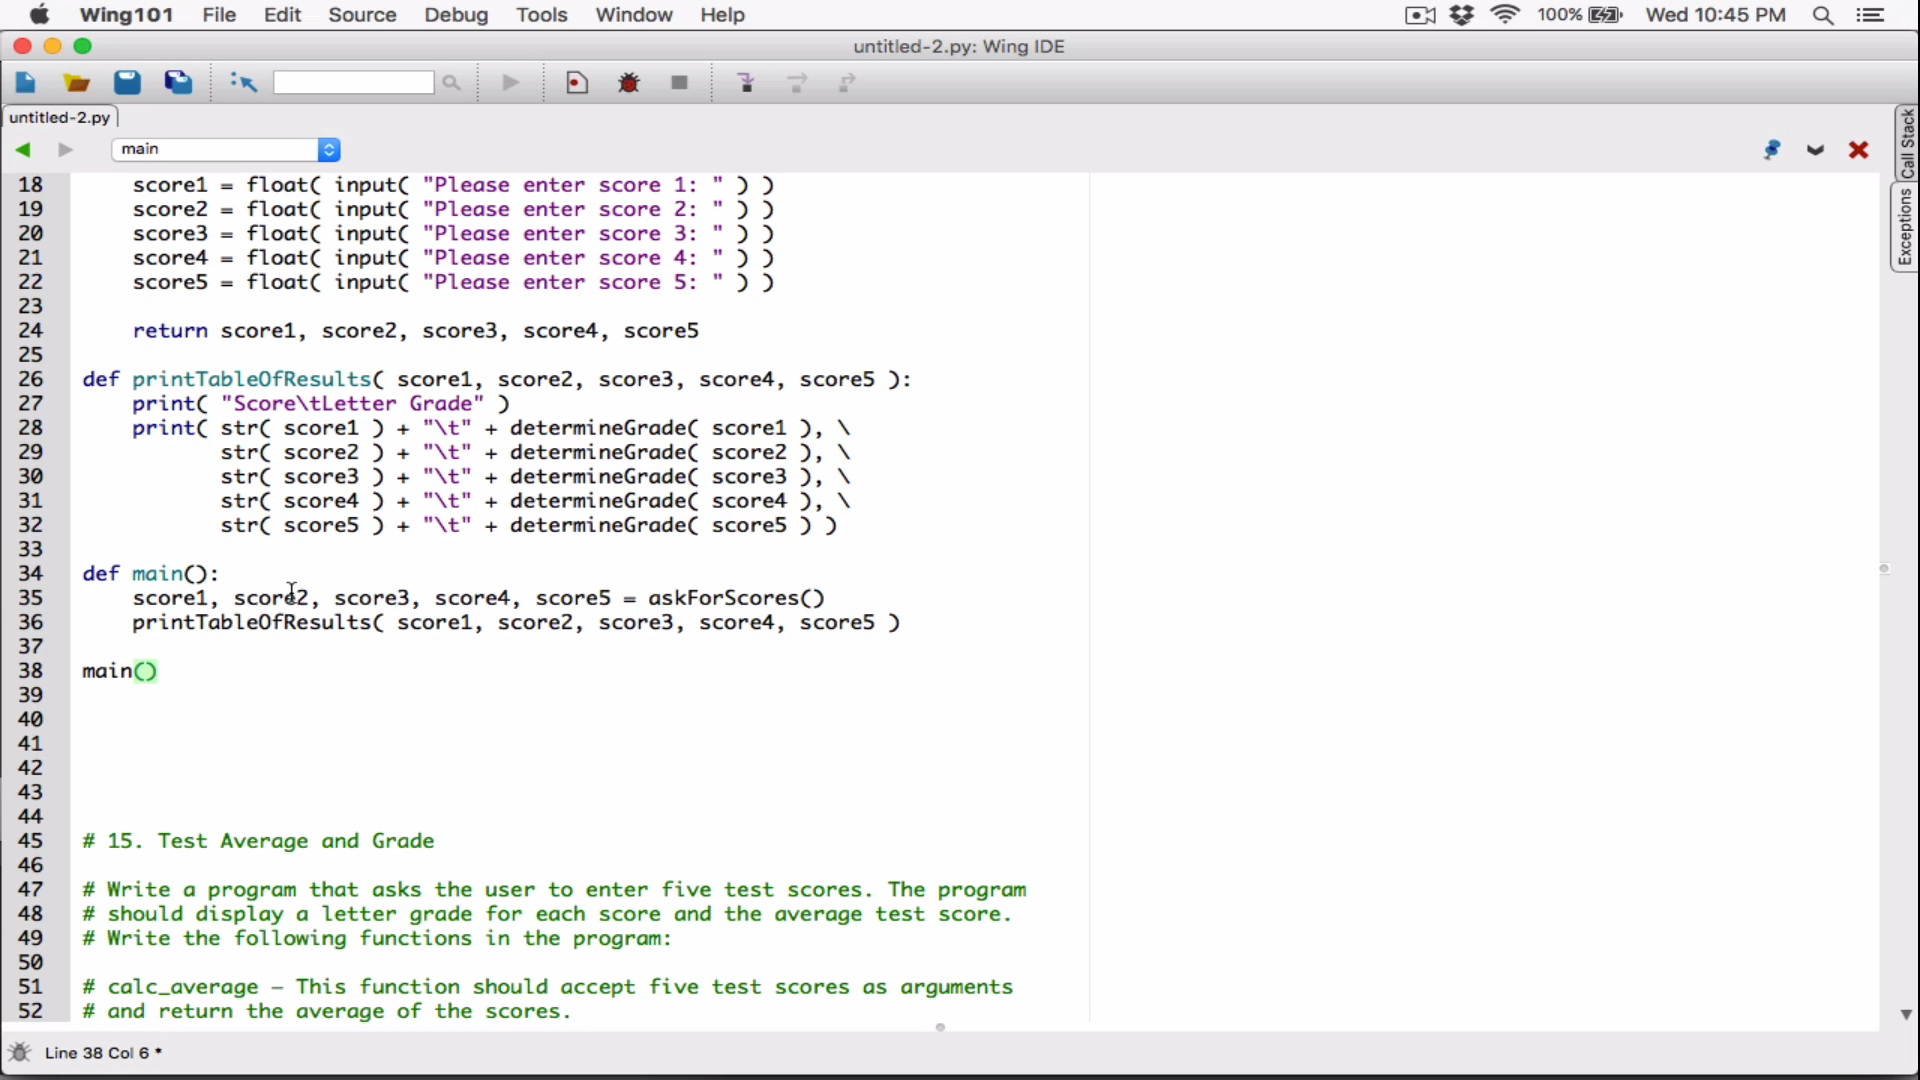 Wing101 File Edit Source Debug Tools Window Help 100% Wed 10:45 PM
untitled-2.py: Wing IDE
untitled-2.py
main
Call Stack
Exceptions
18 score1 = float( input( "Please enter score 1: " ) )
19 score2 = float( input( "Please enter score 2: " ) )
20 score3 = float( input( "Please enter score 3: " ) )
21 score4 = float( input( "Please enter score 4: " ) )
22 score5 = float( input( "Please enter score 5: " ) )
23
24 return score1, score2, score3, score4, score5
25
26 def printTableOfResults( score1, score2, score3, score4, score5 ):
27 print( "Score\tLetter Grade" )
28 print( str( score1 ) + "\t" + determineGrade( score1 ), \
29 str( score2 ) + "\t" + determineGrade( score2 ), \
30 str( score3 ) + "\t" + determineGrade( score3 ), \
31 str( score4 ) + "\t" + determineGrade( score4 ), \
32 str( score5 ) + "\t" + determineGrade( score5 ) )
33
34 def main():
35 score1, score2, score3, score4, score5 = askForScores()
36 printTableOfResults( score1, score2, score3, score4, score5 )
37
38 main()
39
40
41
42
43
44
45 # 15. Test Average and Grade
46
47 # Write a program that asks the user to enter five test scores. The program
48 # should display a letter grade for each score and the average test score.
49 # Write the following functions in the program:
50
51 # calc_average – This function should accept five test scores as arguments
52 # and return the average of the scores.
Line 38 Col 6 *